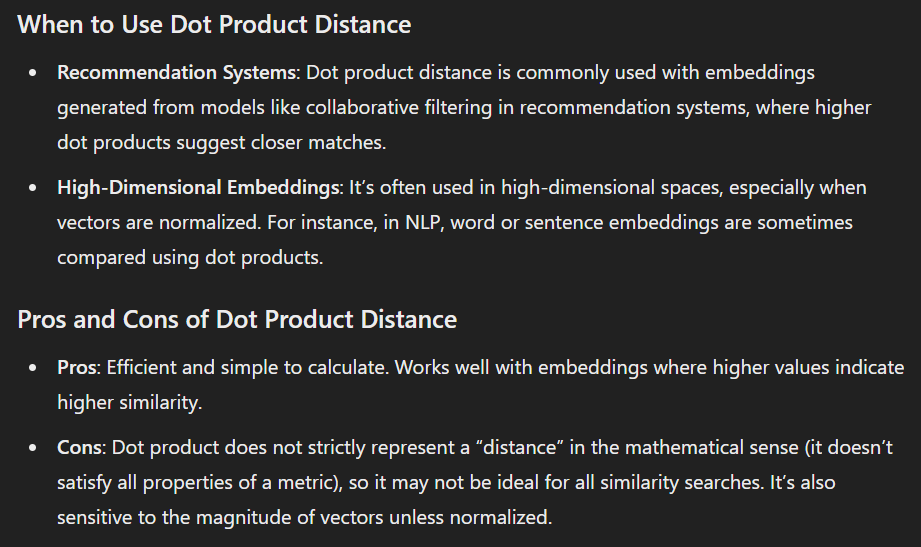 When to Use Dot Product Distance
• Recommendation Systems: Dot product distance is commonly used with embeddings
generated from models like collaborative filtering in recommendation systems, where higher
dot products suggest closer matches.
• High-Dimensional Embeddings: It’s often used in high-dimensional spaces, especially when
vectors are normalized. For instance, in NLP, word or sentence embeddings are sometimes
compared using dot products.
Pros and Cons of Dot Product Distance
• Pros: Efficient and simple to calculate. Works well with embeddings where higher values indicate
higher similarity.
• Cons: Dot product does not strictly represent a “distance” in the mathematical sense (it doesn’t
satisfy all properties of a metric), so it may not be ideal for all similarity searches. It’s also
sensitive to the magnitude of vectors unless normalized.